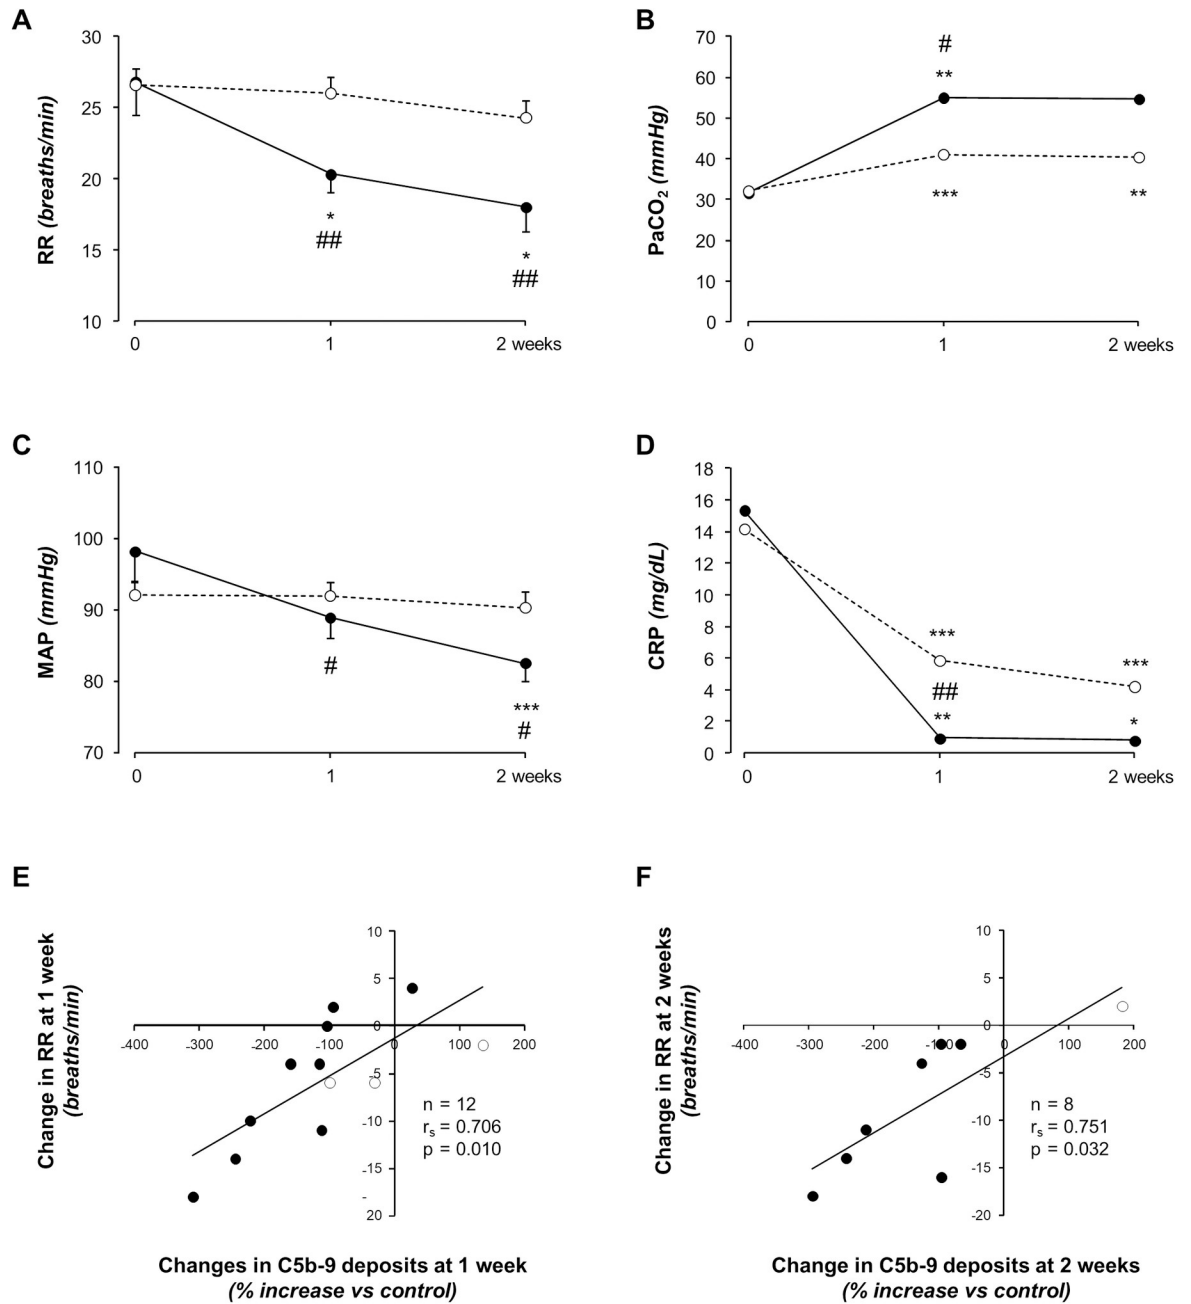 A
RR (breaths/min)
30
25
20
15
10
*
##
*
##
0
1
2 weeks
B
PaCO2 (mmHg)
70
60
50
40
30
20
10
0
#
**
***
**
0
1
2 weeks
C
MAP (mmHg)
110
100
90
80
70
#
***
#
0
1
2 weeks
D
CRP (mg/dL)
18
16
14
12
10
8
6
4
2
0
***
##
**
***
*
0
1
2 weeks
E
Change in RR at 1 week
(breaths/min)
10
5
0
-400
-300
-200
-100
0
100
200
-5
-10
-15
-
20
n = 12
rs = 0.706
p = 0.010
Changes in C5b-9 deposits at 1 week
(% increase vs control)
F
Change in RR at 2 weeks
(breaths/min)
10
5
0
-400
-300
-200
-100
0
100
200
-5
-10
-15
-20
n = 8
rs = 0.751
p = 0.032
Change in C5b-9 deposits at 2 weeks
(% increase vs control)